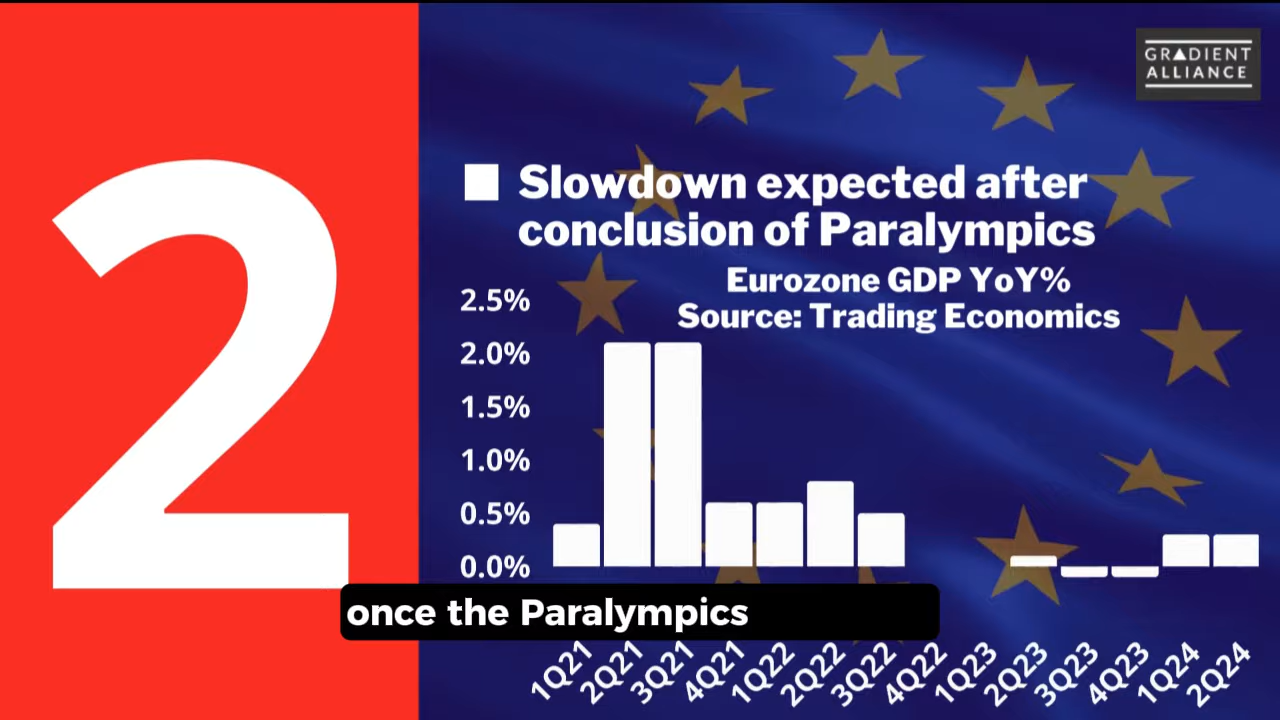 2
GRADIENT
ALLIANCE
Slowdown expected after
conclusion of Paralympics
Eurozone GDP YoY%
Source: Trading Economics
2.5%
2.0%
1.5%
1.0%
0.5%
0.0%
once the Paralympics
1Q21
2Q21
3Q21
4Q21
1Q22
2Q22
3Q22
4Q22
1Q23
2Q23
3Q23
4Q23
1Q24
2Q24